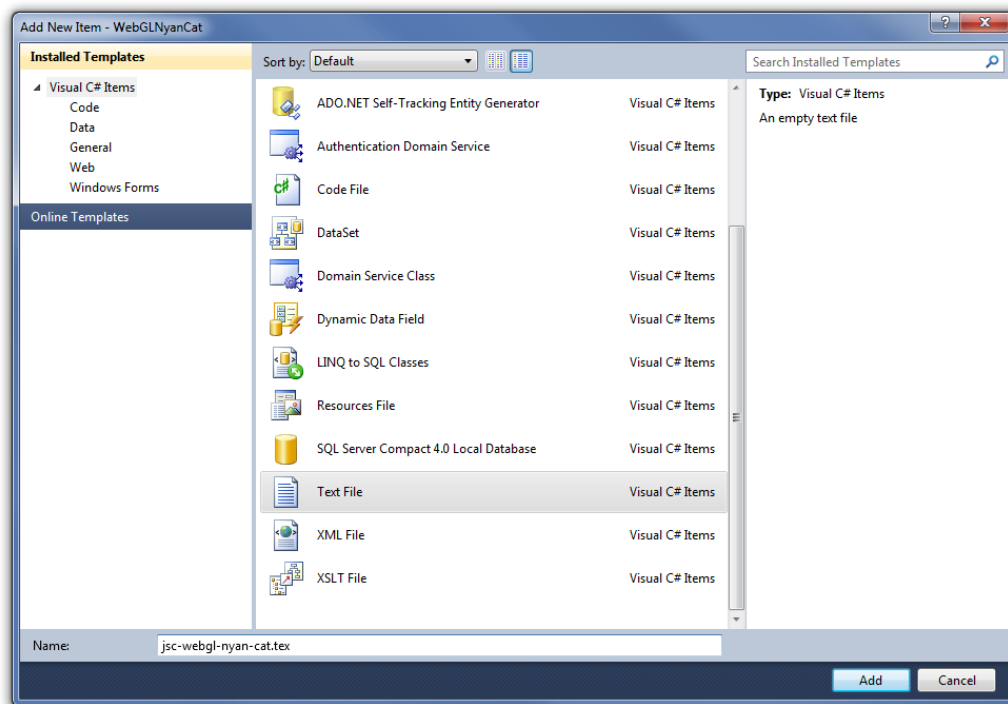 Add New Item - WebGLNyanCat
Installed Templates
Visual C# Items
Code
Data
General
Web
Windows Forms
Online Templates
Sort by: Default
ADO.NET Self-Tracking Entity Generator Visual C# Items
Authentication Domain Service Visual C# Items
Code File Visual C# Items
DataSet Visual C# Items
Domain Service Class Visual C# Items
Dynamic Data Field Visual C# Items
LINQ to SQL Classes Visual C# Items
Resources File Visual C# Items
SQL Server Compact 4.0 Local Database Visual C# Items
Text File Visual C# Items
XML File Visual C# Items
XSLT File Visual C# Items
Search Installed Templates
Type: Visual C# Items
An empty text file
Name: jsc-webgl-nyan-cat.tex
Add Cancel